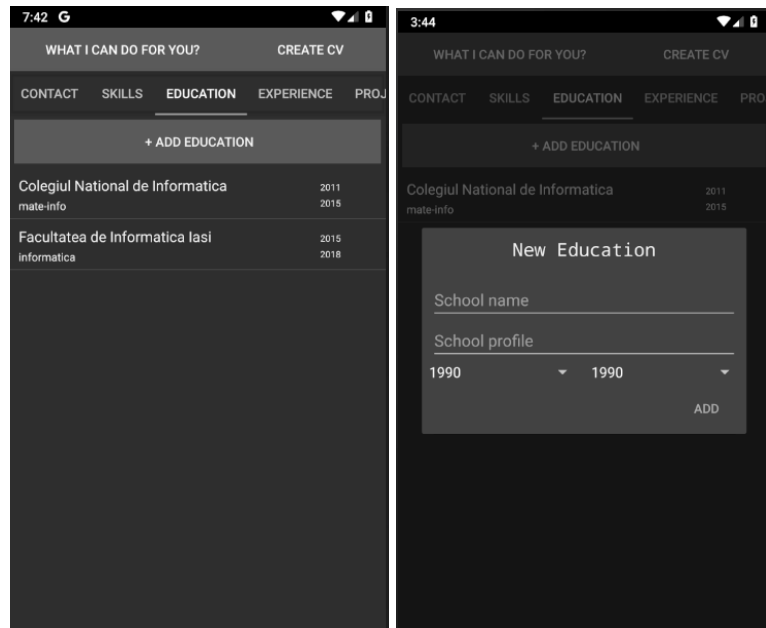 7:42 G
WHAT I CAN DO FOR YOU? CREATE CV
CONTACT SKILLS EDUCATION EXPERIENCE PROJ
+ ADD EDUCATION
Colegiul National de Informatica 2011
mate-info 2015
Facultatea de Informatica Iasi 2015
informatica 2018
3:44
WHAT I CAN DO FOR YOU? CREATE CV
CONTACT SKILLS EDUCATION EXPERIENCE PRO
+ ADD EDUCATION
Colegiul National de Informatica 2011
mate-info 2015
New Education
School name
School profile
1990 1990
ADD